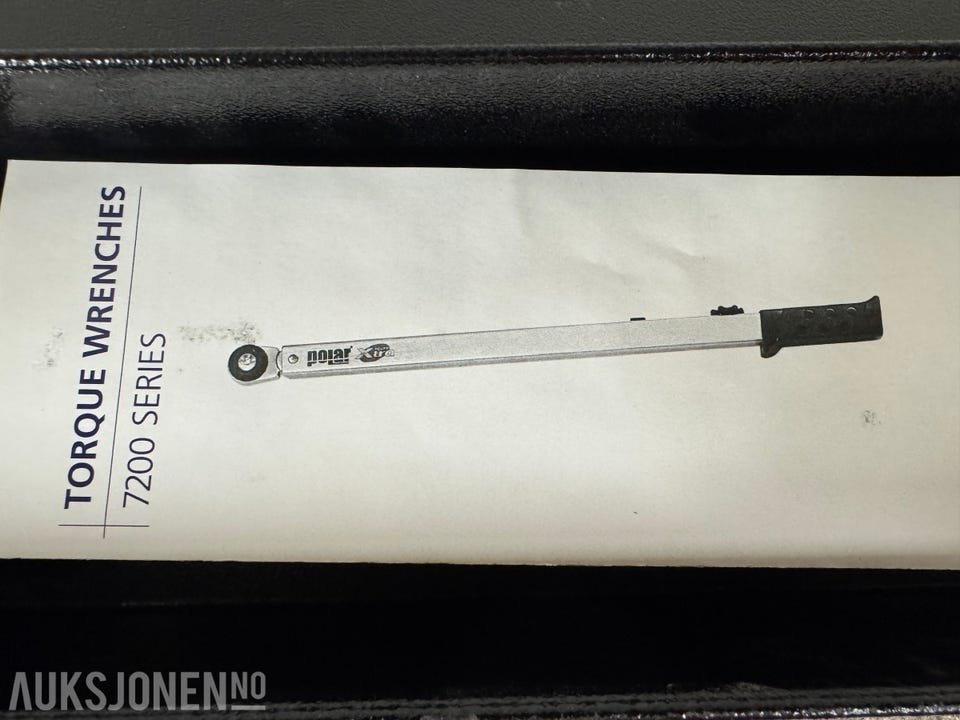 TORQUE WRENCHES
7200 SERIES
polar
AUKSJONEN.NO